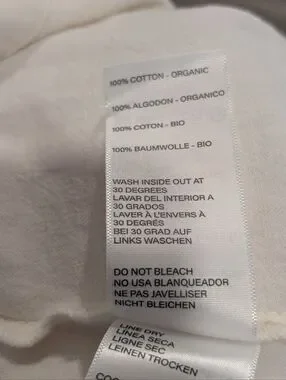 100% COTTON - ORGANIC
100% ALGODON - ORGANICO
100% COTON - BIO
100% BAUMWOLLE - BIO
WASH INSIDE OUT AT
30 DEGREES
LAVAR DEL INTERIOR A
30 GRADOS
LAVER À L'ENVERS À
30 DEGRÉS
BEI 30 GRAD AUF
LINKS WASCHEN
DO NOT BLEACH
NO USA BLANQUEADOR
NE PAS JAVELLISER
NICHT BLEICHEN
LINE DRY
LINEA SECA
LIGNE SEC
LEINEN TROCKEN